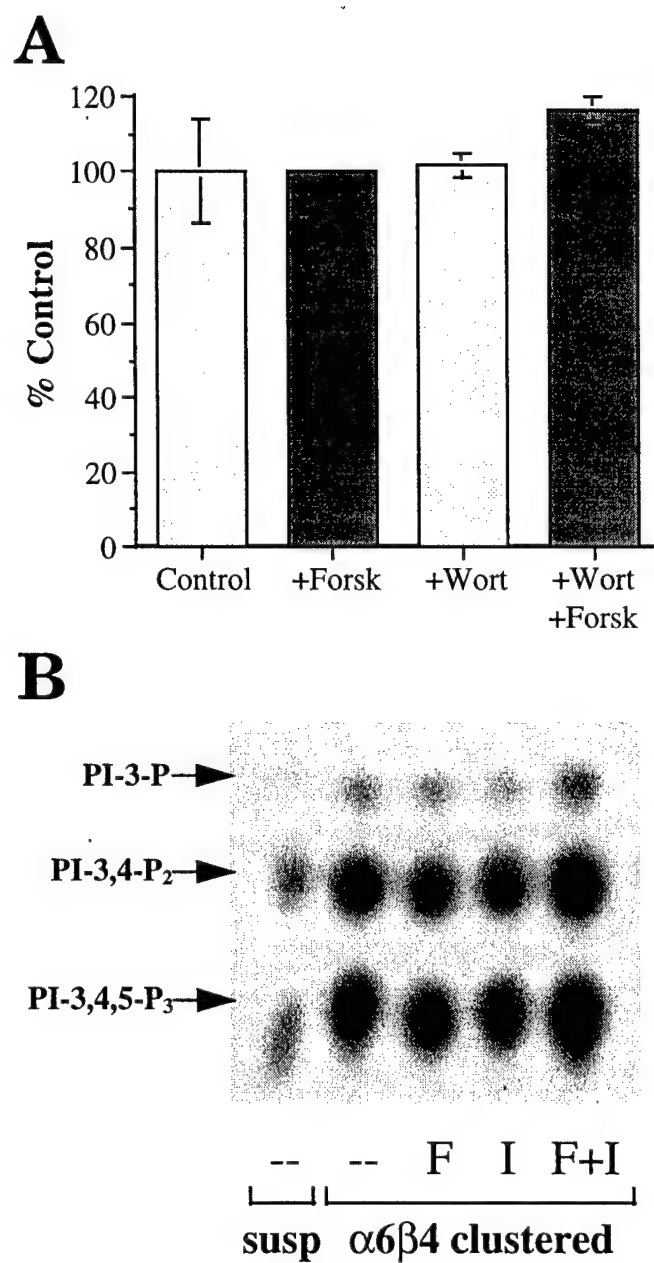 A
120
100
80
60
40
20
0
% Control
Control +Forsk +Wort +Wort
+Forsk
B
PI-3-P
PI-3,4-P₂
PI-3,4,5-P₃
-- -- F I F+I
susp α6β4 clustered